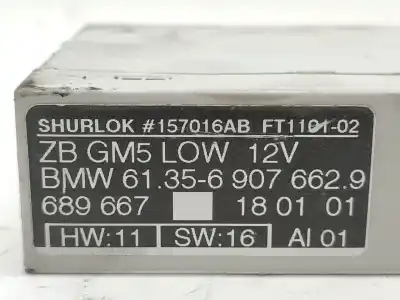 SHURLOK #157016AB FT1101-02
ZB GM5 LOW 12V
BMW 61.35-6 907 662.9
689 667 18 01 01
HW:11 SW:16 AI 01